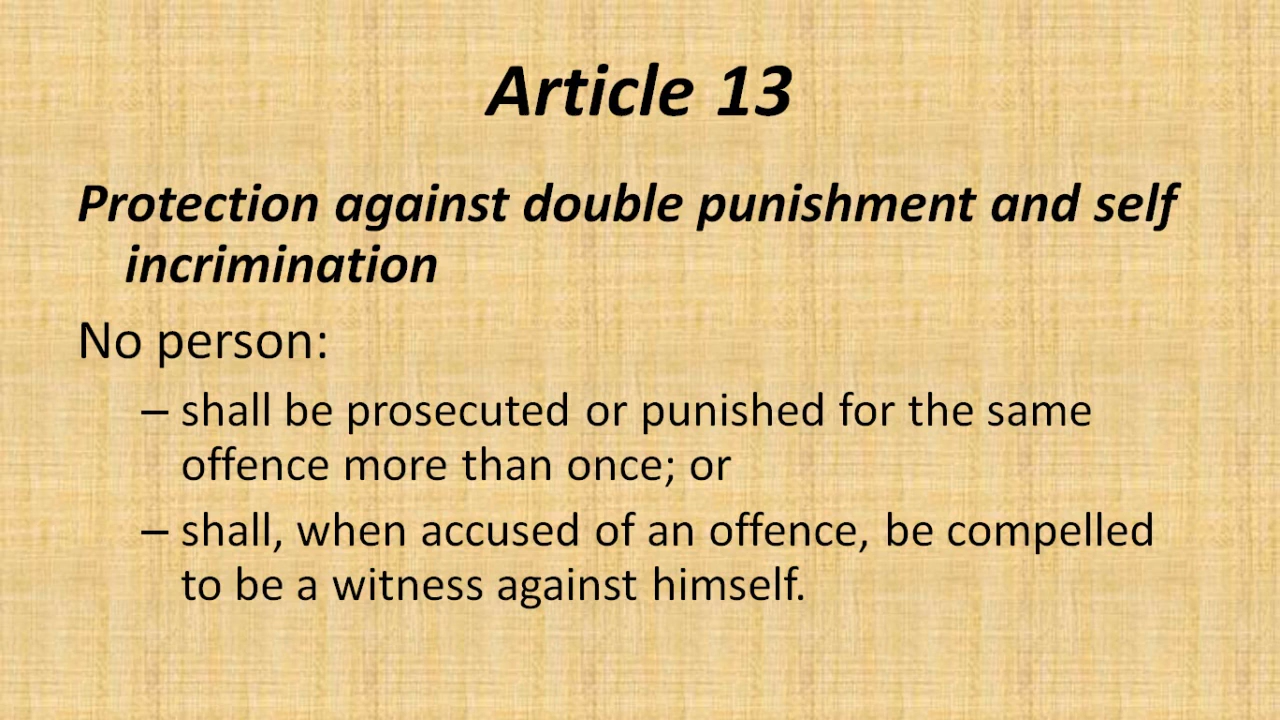 Article 13
Protection against double punishment and self
incrimination
No person:
– shall be prosecuted or punished for the same
offence more than once; or
– shall, when accused of an offence, be compelled
to be a witness against himself.